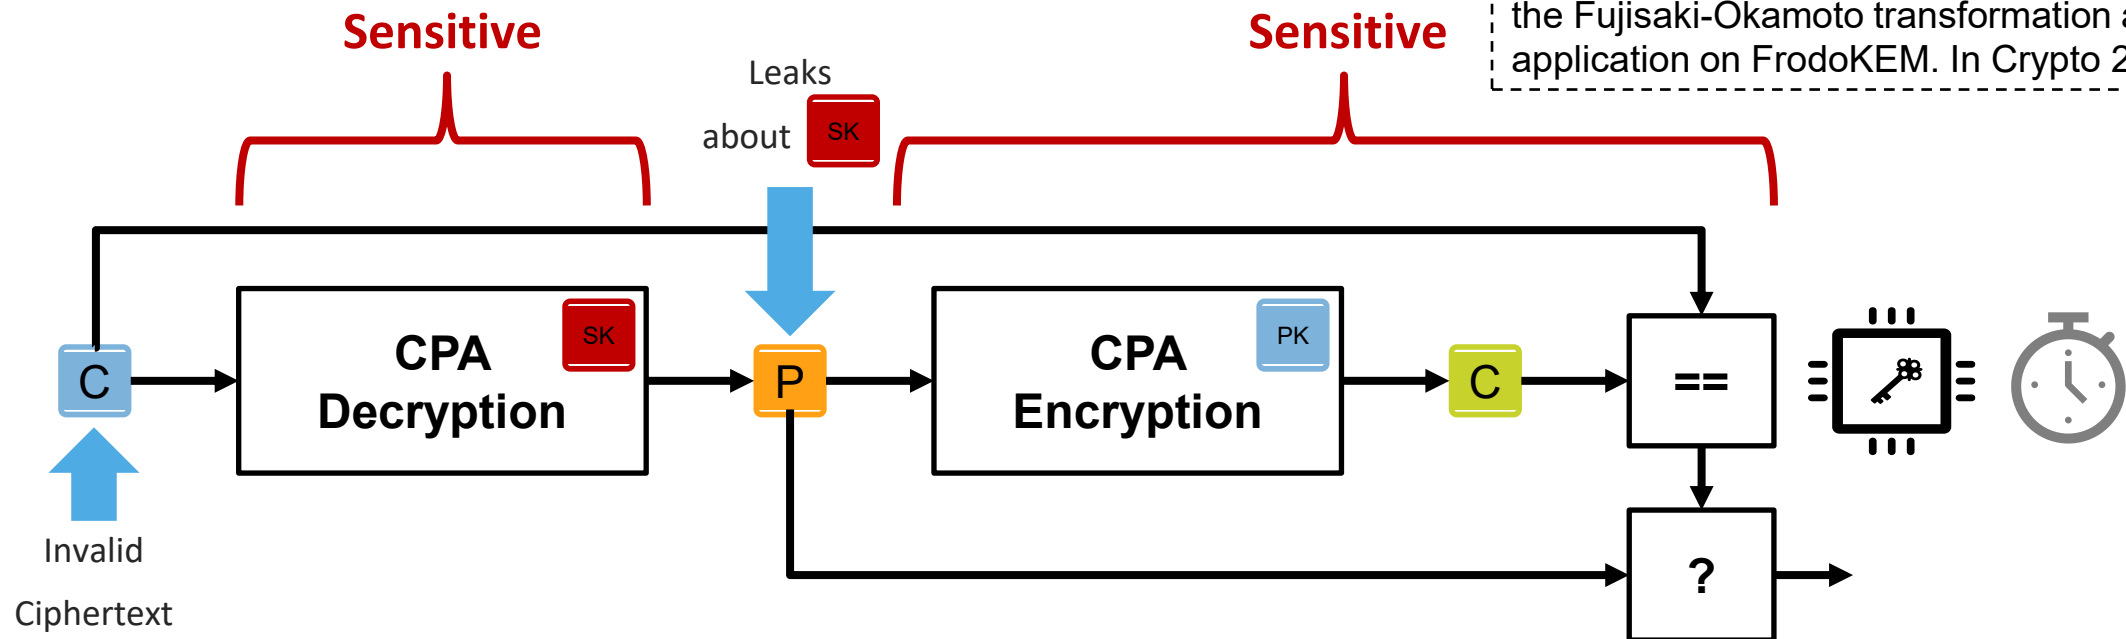 the Fujisaki-Okamoto transformation
application on FrodoKEM. In Crypto
Sensitive
Sensitive
Leaks
about SK
C
CPA
Decryption
SK
P
CPA
Encryption
PK
C
==
?
Invalid
Ciphertext